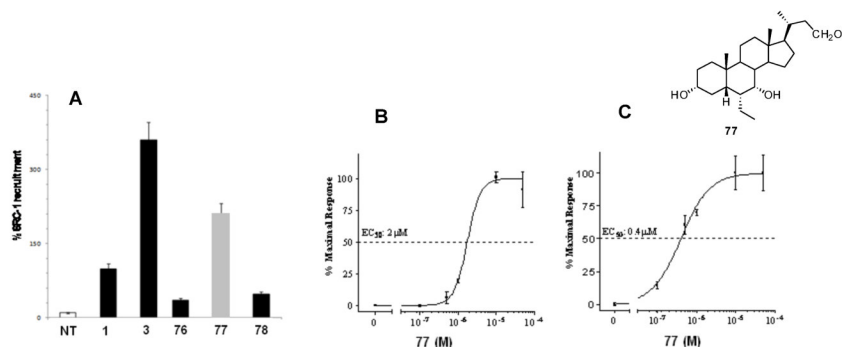 A
% SRC-1 recruitment
450
300
150
0
NT 1 3 76 77 78
B
% Maximal Response
100
75
50
25
0
EC50: 2 μM
0 10-7 10-6 10-5 10-4
77 (M)
CH2O
HO
OH
77
C
% Maximal Response
100
75
50
25
0
EC50: 0.4 μM
0 10-7 10-6 10-5 10-4
77 (M)